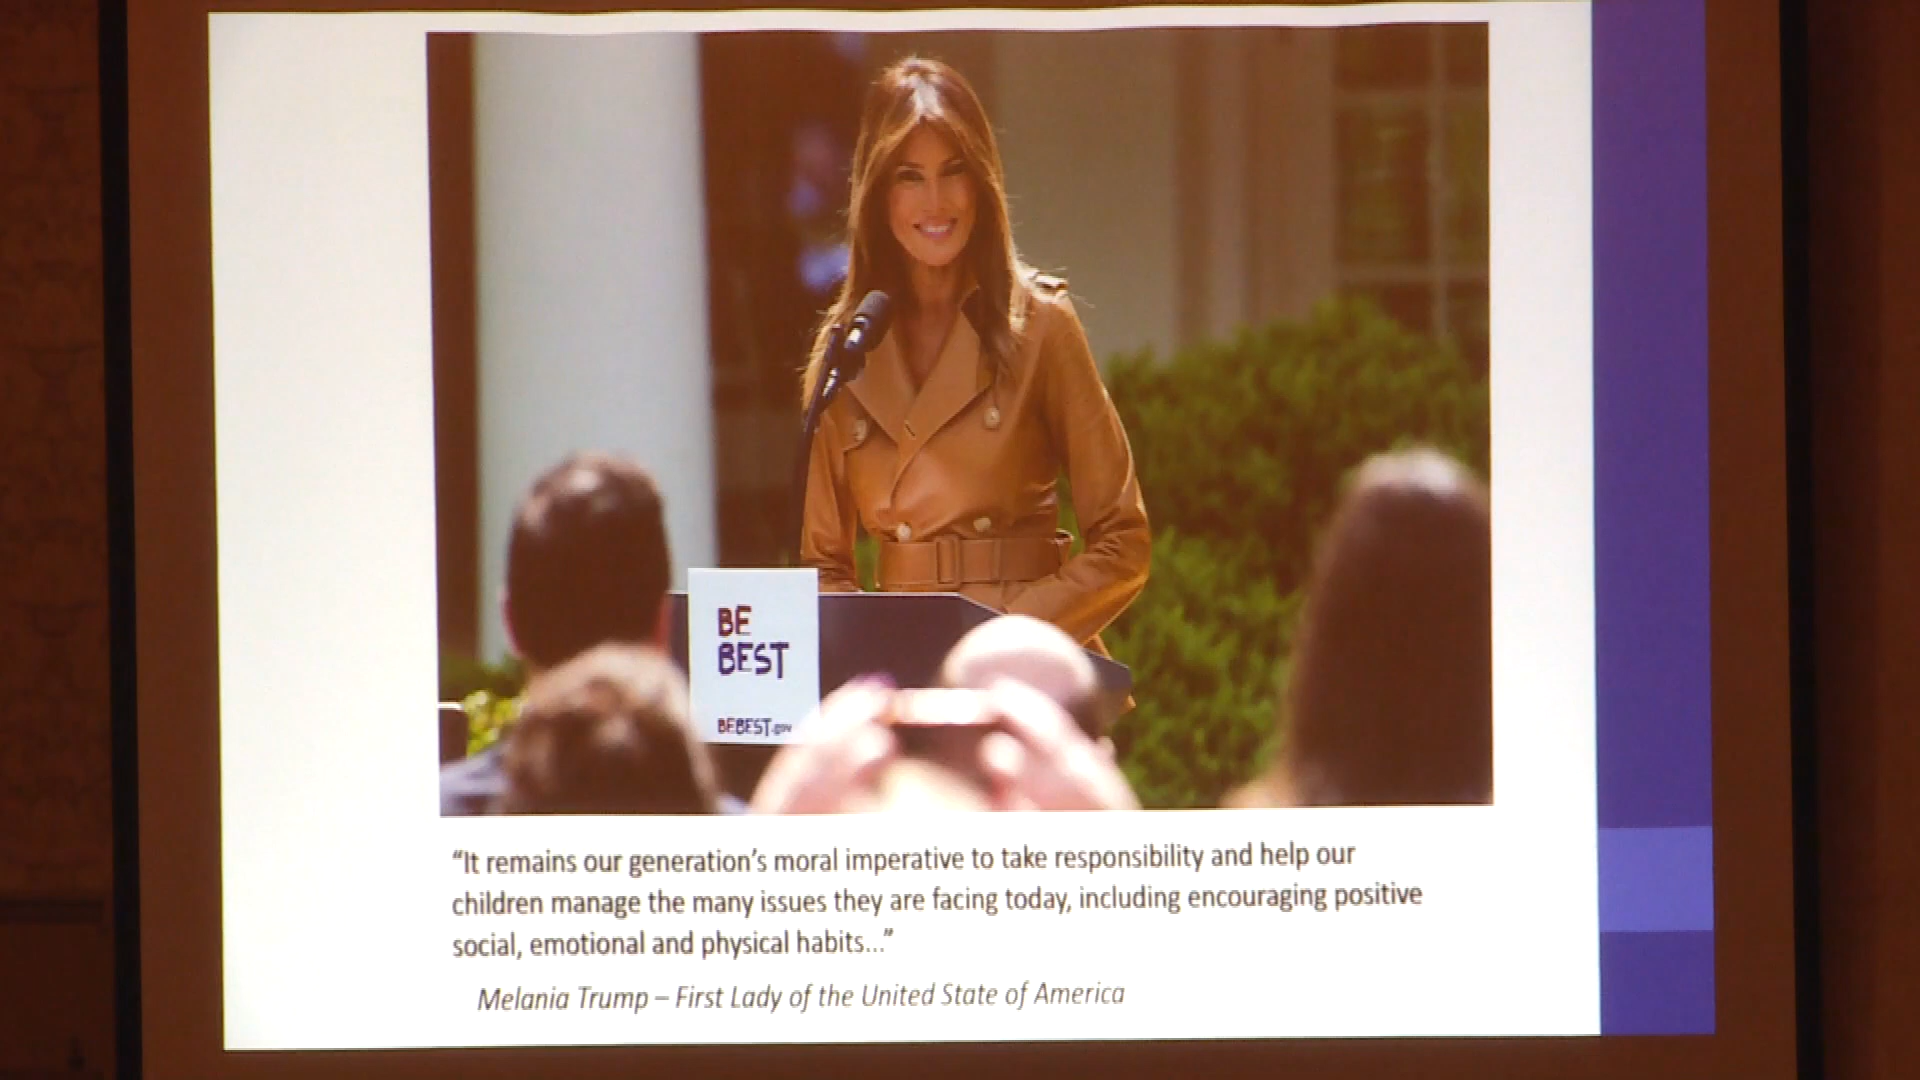 BE
BEST
BEBEST.gov
“It remains our generation’s moral imperative to take responsibility and help our
children manage the many issues they are facing today, including encouraging positive
social, emotional and physical habits...”
Melania Trump – First Lady of the United State of America